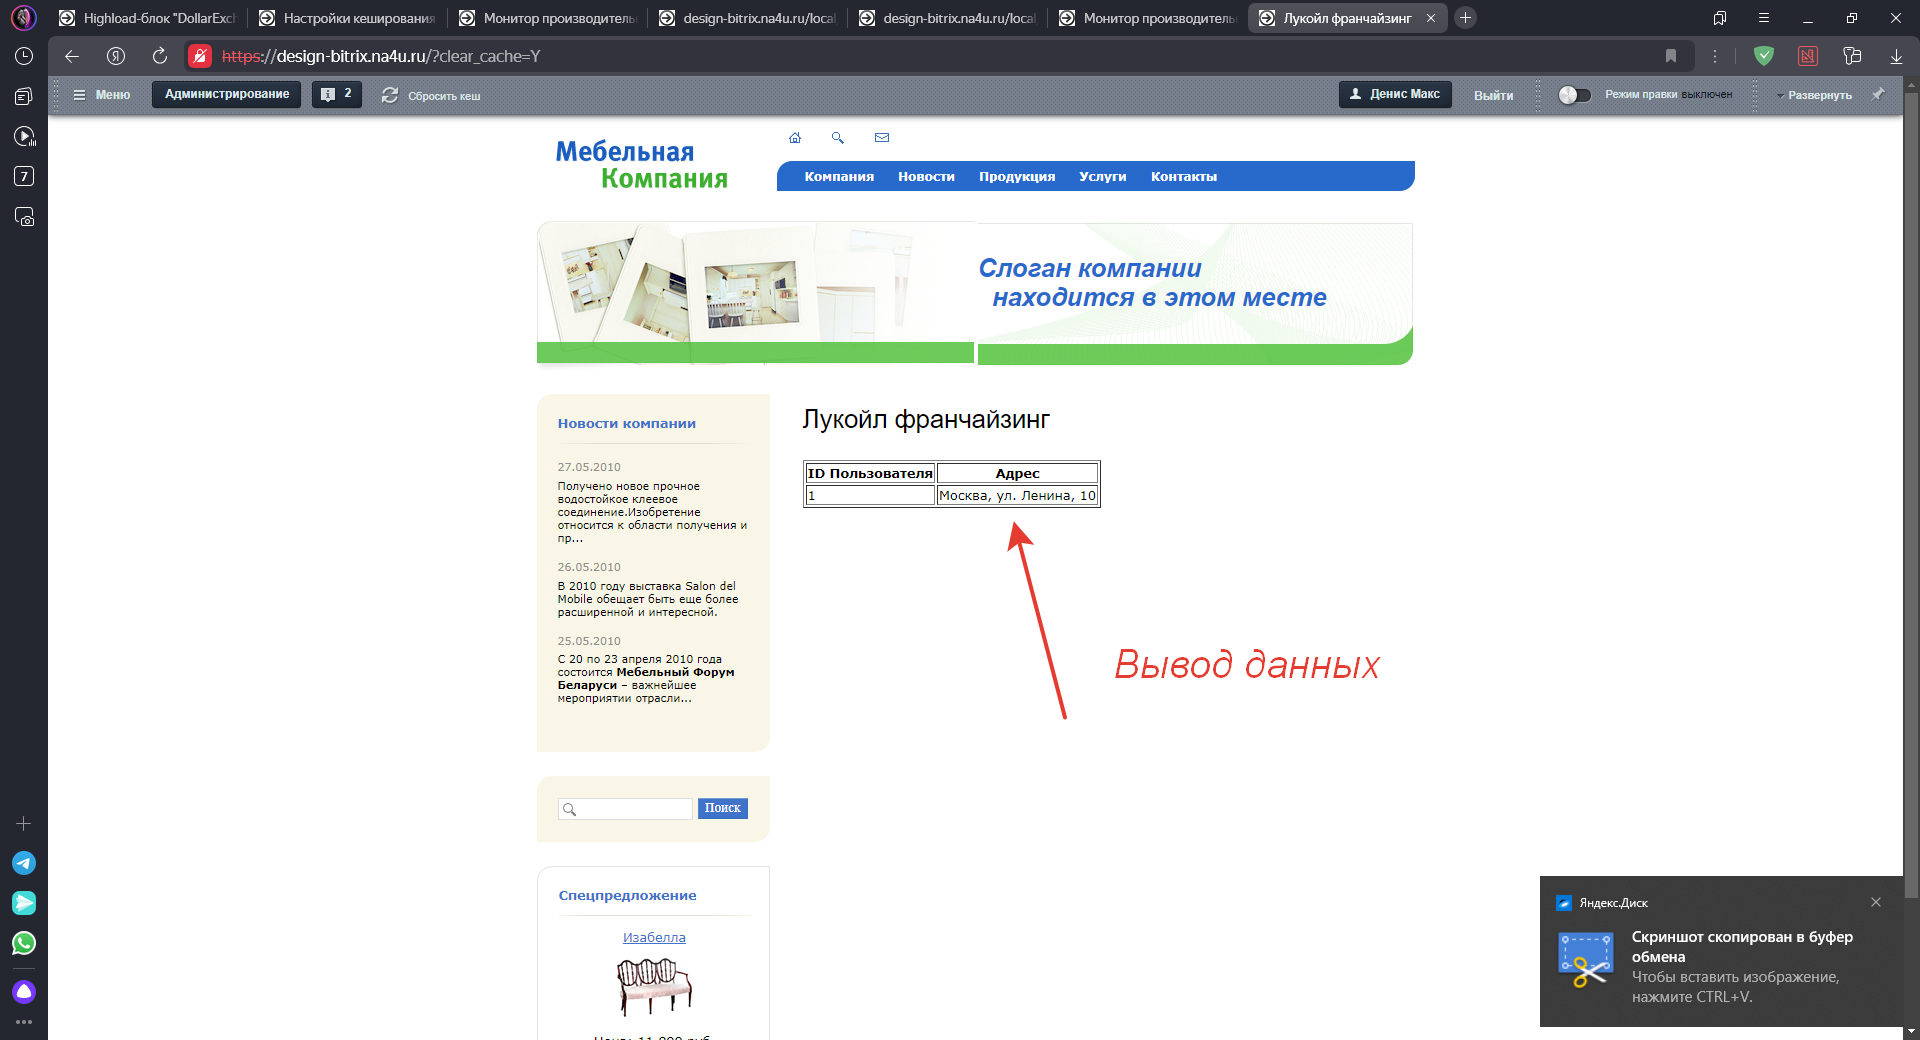 Highload-блок "DollarExch
Настройки кеширования
Монитор производитель
design-bitrix.na4u.ru/local
design-bitrix.na4u.ru/local
Монитор производитель
Лукойл франчайзинг
https://design-bitrix.na4u.ru/?clear_cache=Y
7
Меню
Администрирование
2
Сбросить кеш
Денис Макс
Выйти
Режим правки выключен
Развернуть
Мебельная
Компания
Компания
Новости
Продукция
Услуги
Контакты
Слоган компании
находится в этом месте
Новости компании
27.05.2010
Получено новое прочное
водостойкое клеевое
соединение.Изобретение
относится к области получения и
пр...
26.05.2010
В 2010 году выставка Salon del
Mobile обещает быть еще более
расширенной и интересной.
25.05.2010
С 20 по 23 апреля 2010 года
состоится Мебельный Форум
Беларуси – важнейшее
мероприятии отрасли...
Поиск
Спецпредложение
Изабелла
Лукойл франчайзинг
ID Пользователя
Адрес
1
Москва, ул. Ленина, 10
Вывод данных
Яндекс.Диск
Скриншот скопирован в буфер
обмена
Чтобы вставить изображение,
нажмите CTRL+V.